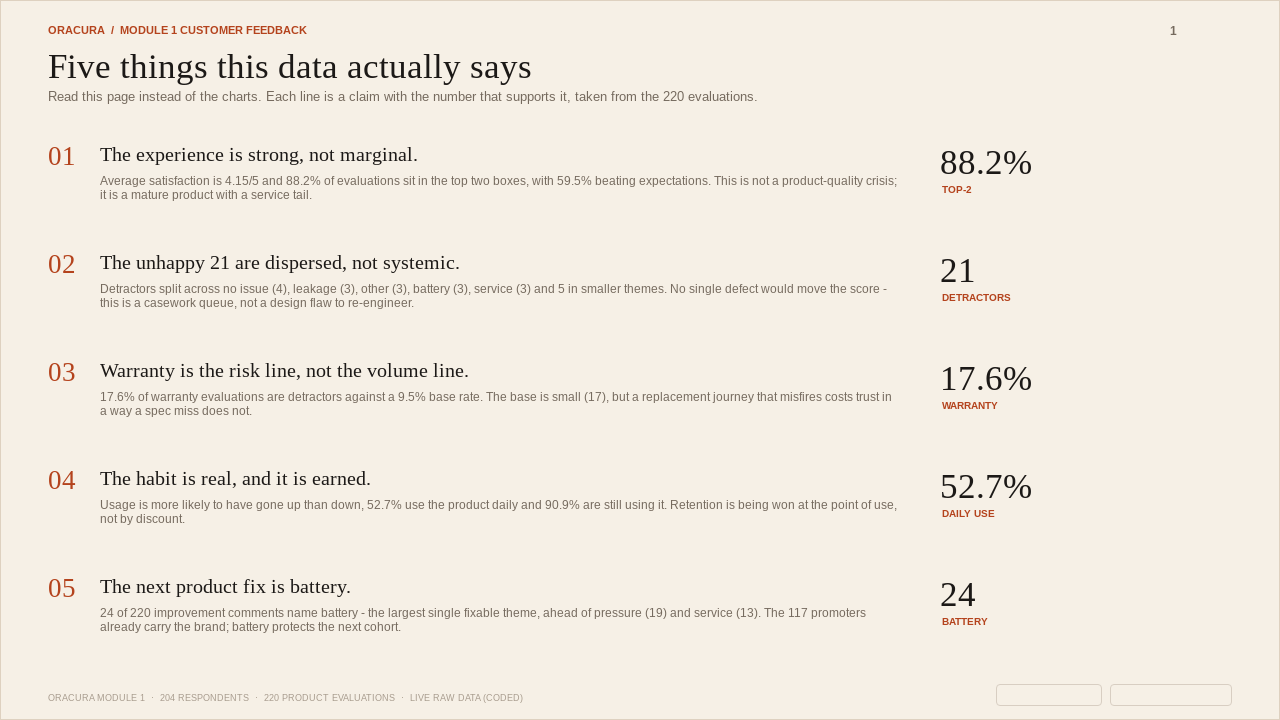 ORACURA / MODULE 1 CUSTOMER FEEDBACK
1
Five things this data actually says
Read this page instead of the charts. Each line is a claim with the number that supports it, taken from the 220 evaluations.
01
The experience is strong, not marginal.
Average satisfaction is 4.15/5 and 88.2% of evaluations sit in the top two boxes, with 59.5% beating expectations. This is not a product-quality crisis;
it is a mature product with a service tail.
88.2%
TOP-2
02
The unhappy 21 are dispersed, not systemic.
Detractors split across no issue (4), leakage (3), other (3), battery (3), service (3) and 5 in smaller themes. No single defect would move the score -
this is a casework queue, not a design flaw to re-engineer.
21
DETRACTORS
03
Warranty is the risk line, not the volume line.
17.6% of warranty evaluations are detractors against a 9.5% base rate. The base is small (17), but a replacement journey that misfires costs trust in
a way a spec miss does not.
17.6%
WARRANTY
04
The habit is real, and it is earned.
Usage is more likely to have gone up than down, 52.7% use the product daily and 90.9% are still using it. Retention is being won at the point of use,
not by discount.
52.7%
DAILY USE
05
The next product fix is battery.
24 of 220 improvement comments name battery - the largest single fixable theme, ahead of pressure (19) and service (13). The 117 promoters
already carry the brand; battery protects the next cohort.
24
BATTERY
ORACURA MODULE 1 · 204 RESPONDENTS · 220 PRODUCT EVALUATIONS · LIVE RAW DATA (CODED)